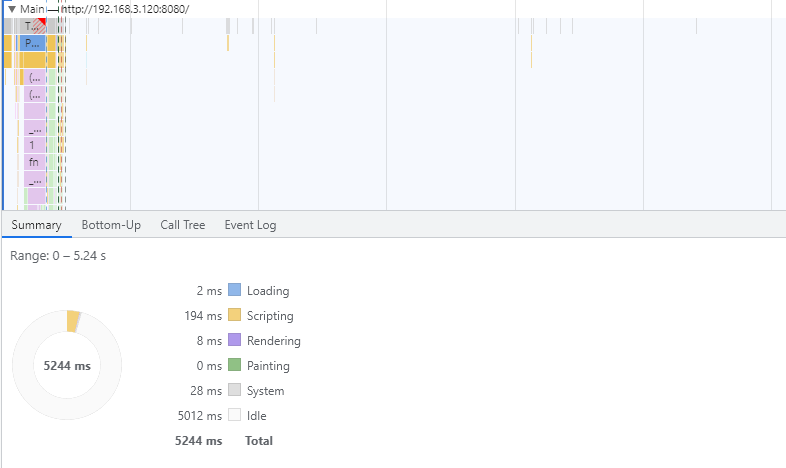 ▼ Main — http://192.168.3.120:8080/
T...
P...
(...
(...
_...
1
fn
_...
Summary Bottom-Up Call Tree Event Log
Range: 0 – 5.24 s
2 ms Loading
194 ms Scripting
8 ms Rendering
0 ms Painting
28 ms System
5012 ms Idle
5244 ms Total
5244 ms